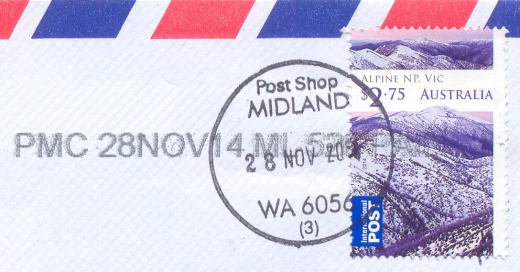 ALPINE NP, VIC
$2.75 AUSTRALIA
Post Shop
MIDLAND
PMC 28NOV14 ML
28 NOV
WA 6056
(3)
International
POST